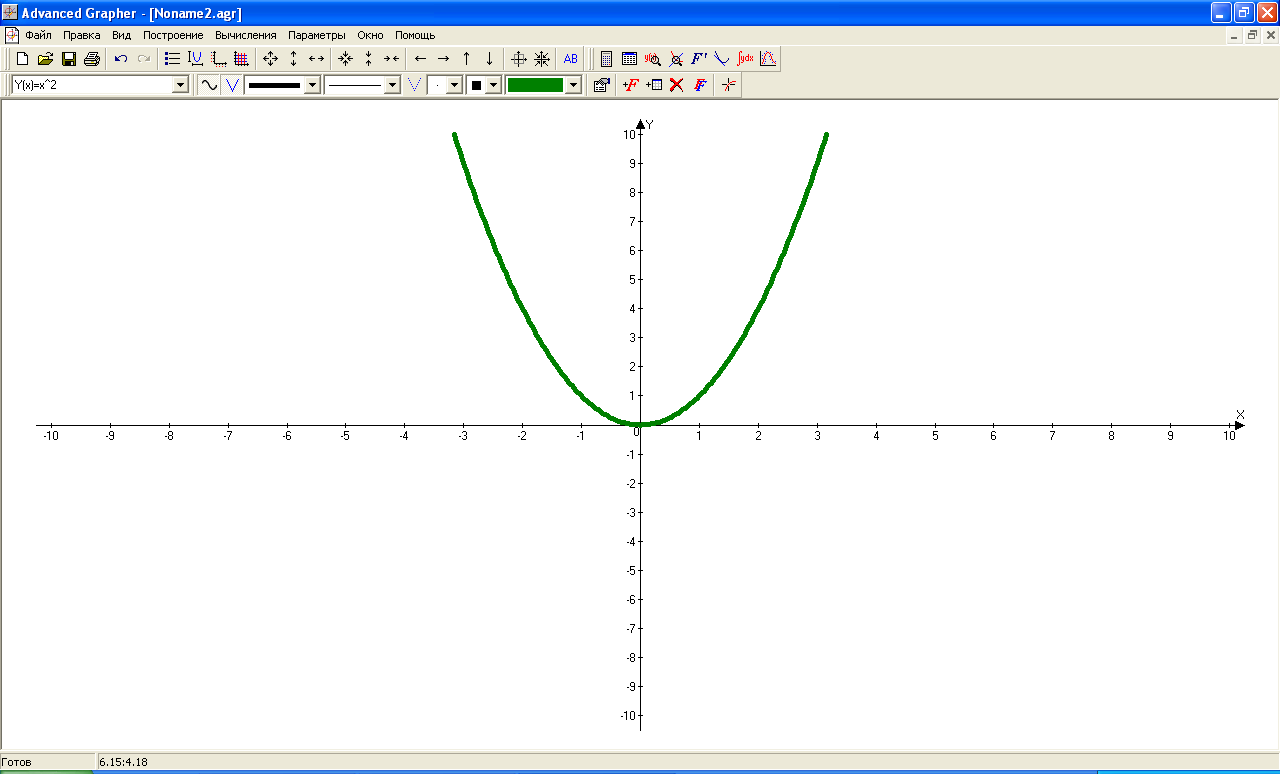 Advanced Grapher - [Noname2.agr]
Файл Правка Вид Построение Вычисления Параметры Окно Помощь
AB y(x) F' ∫ydx
Y(x)=x^2 F F
Y
10
9
8
7
6
5
4
3
2
1
X
-10 -9 -8 -7 -6 -5 -4 -3 -2 -1 0 1 2 3 4 5 6 7 8 9 10
-1
-2
-3
-4
-5
-6
-7
-8
-9
-10
Готов 6.15:4.18